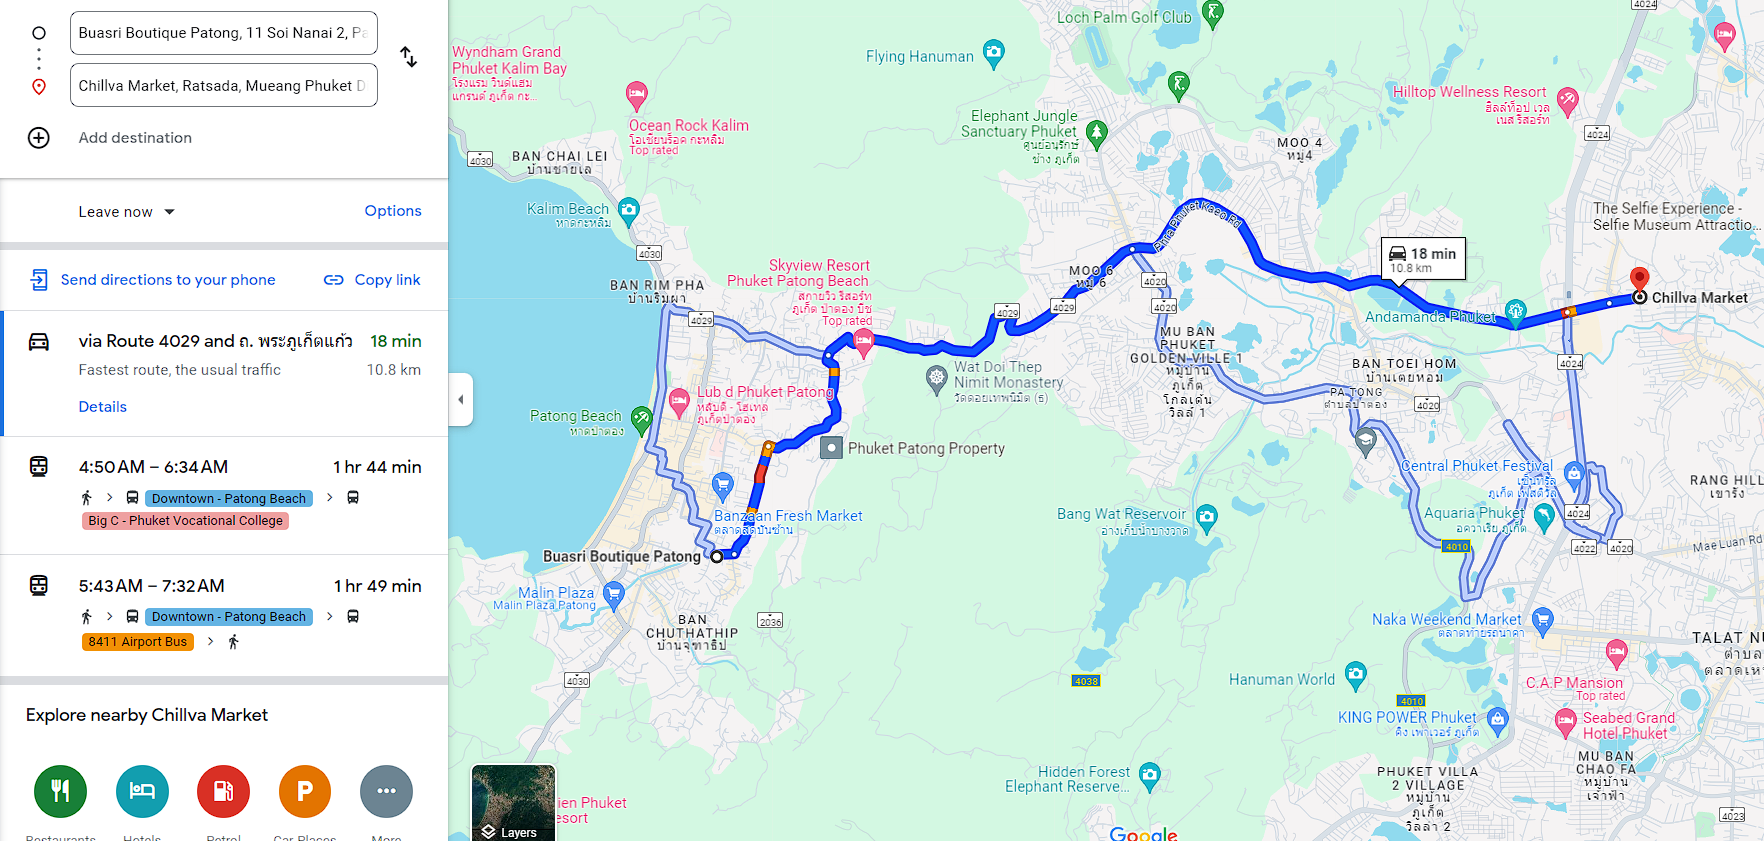 Buasri Boutique Patong, 11 Soi Nanai 2, Pa
Chillva Market, Ratsada, Mueang Phuket D
Add destination
Leave now
Options
Send directions to your phone
Copy link
via Route 4029 and ถ. พระภูเก็ตแก้ว
18 min
Fastest route, the usual traffic
10.8 km
Details
4:50 AM – 6:34 AM
1 hr 44 min
Downtown - Patong Beach
Big C - Phuket Vocational College
5:43 AM – 7:32 AM
1 hr 49 min
Downtown - Patong Beach
8411 Airport Bus
Explore nearby Chillva Market
Restaurants
Hotels
Petrol
Car Places
More
Layers
Wyndham Grand
Phuket Kalim Bay
โรงแรม วินด์แฮม
แกรนด์ ภูเก็ต กะ...
Ocean Rock Kalim
โอเชี่ยนร็อค กะหลิม
Top rated
4030
BAN CHAI LEI
บ้านชายเล
Kalim Beach
หาดกะหลิม
4030
BAN RIM PHA
บ้านริมผา
4029
Skyview Resort
Phuket Patong Beach
สกายวิว รีสอร์ท
ภูเก็ต ป่าตอง บีช
Top rated
Lub d Phuket Patong
หลับดี - โฮเทล
ภูเก็ตป่าตอง
Patong Beach
หาดป่าตอง
Phuket Patong Property
Banzaan Fresh Market
ตลาดสดบันซ้าน
Buasri Boutique Patong
Malin Plaza
Malin Plaza Patong
BAN
CHUTHATHIP
บ้านจุฑาธิป
2036
4030
Flying Hanuman
Loch Palm Golf Club
Elephant Jungle
Sanctuary Phuket
ศูนย์อนุรักษ์
ช้าง ภูเก็ต
MOO 4
หมู่4
Hilltop Wellness Resort
ฮิลล์ท็อป เวล
เนส รีสอร์ท
4024
4024
The Selfie Experience -
Selfie Museum Attractio...
Phra Phuket Kaeo Rd
18 min
10.8 km
Chillva Market
Andamanda Phuket
MOO 6
หมู่ 6
4029
4029
4020
4020
MU BAN
PHUKET
GOLDEN VILLE 1
หมู่บ้าน
ภูเก็ต
โกลเด้น
วิลล์ 1
Wat Doi Thep
Nimit Monastery
วัดดอยเทพนิมิต (ธ)
BAN TOEI HOM
บ้านเตยหอม
PA TONG
ตำบลป่าตอง
4020
4024
Central Phuket Festival
เซ็นทรัล
ภูเก็ต เฟสติวัล
RANG HILL
เขารัง
Aquaria Phuket
อควาเรีย ภูเก็ต
4024
4022
4020
Mae Luan Rd
4010
Bang Wat Reservoir
อ่างเก็บน้ำบางวาด
Naka Weekend Market
ตลาดท้ายรถนาคา
TALAT NU
ตำบล
ตลาดเห
4038
Hanuman World
C.A.P Mansion
Top rated
4010
KING POWER Phuket
คิง เพาเวอร์ ภูเก็ต
Seabed Grand
Hotel Phuket
MU BAN
CHAO FA
หมู่บ้าน
เจ้าฟ้า
PHUKET VILLA
2 VILLAGE
หมู่บ้าน
ภูเก็ต
วิลล่า 2
Hidden Forest
Elephant Reserve...
4023
ien Phuket
esort
Google